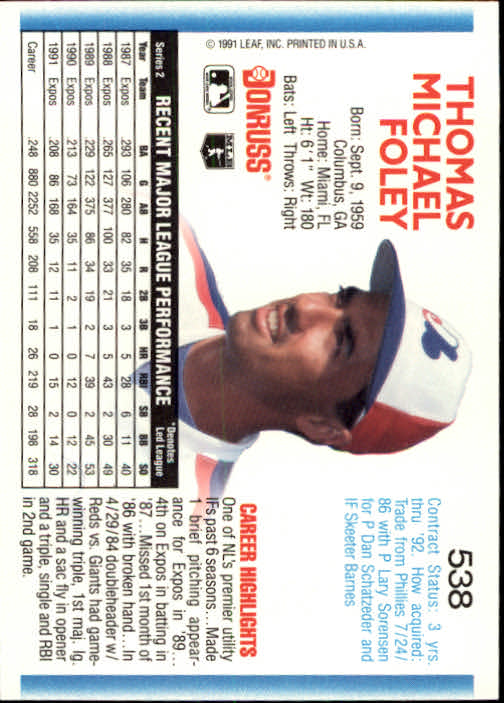 538
THOMAS
MICHAEL
FOLEY
Born: Sept. 9, 1959
Columbus, GA
Home: Miami, FL
Ht: 6'1" Wt: 180
Bats: Left Throws: Right
DONRUSS®
MLB
© 1991 LEAF, INC. PRINTED IN U.S.A.
Contract Status: 3 yrs.
thru '92. How acquired:
Trade from Phillies 7/24/
86 with P Lary Sorensen
for P Dan Schatzeder and
IF Skeeter Barnes
CAREER HIGHLIGHTS
One of NL's premier utility
IFs past 6 seasons... Made
1 brief pitching appear-
ance for Expos in '89...
4th on Expos in batting in
'87...Missed 1st month of
'86 with broken hand...In
4/29/84 doubleheader w/
Reds vs. Giants had game-
winning triple, 1st maj. lg.
HR and a sac fly in opener
and a triple, single and RBI
in 2nd game.
Series 2 RECENT MAJOR LEAGUE PERFORMANCE *Denotes Led League
Year Team BA G AB H R 2B 3B HR RBI SB BB SO
1987 Expos .293 106 280 82 35 18 3 5 28 6 11 40
1988 Expos .265 127 377 100 33 21 3 5 43 2 30 49
1989 Expos .229 122 375 86 34 19 2 7 39 2 45 53
1990 Expos .213 73 164 35 11 2 1 0 12 0 12 22
1991 Expos .208 86 168 35 12 11 1 0 15 2 14 30
Career .248 880 2252 558 208 111 18 26 219 28 198 318